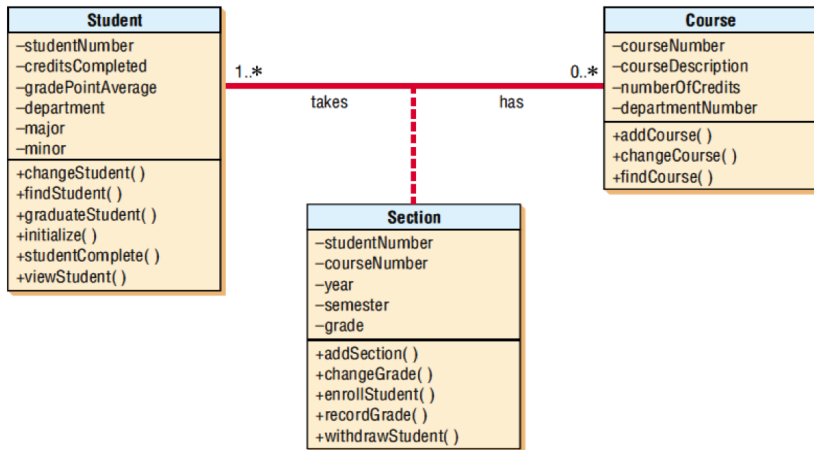 Student
–studentNumber
–creditsCompleted
–gradePointAverage
–department
–major
–minor
+changeStudent( )
+findStudent( )
+graduateStudent( )
+initialize( )
+studentComplete( )
+viewStudent( )
1..*
takes
has
0..*
Course
–courseNumber
–courseDescription
–numberOfCredits
–departmentNumber
+addCourse( )
+changeCourse( )
+findCourse( )
Section
–studentNumber
–courseNumber
–year
–semester
–grade
+addSection( )
+changeGrade( )
+enrollStudent( )
+recordGrade( )
+withdrawStudent( )